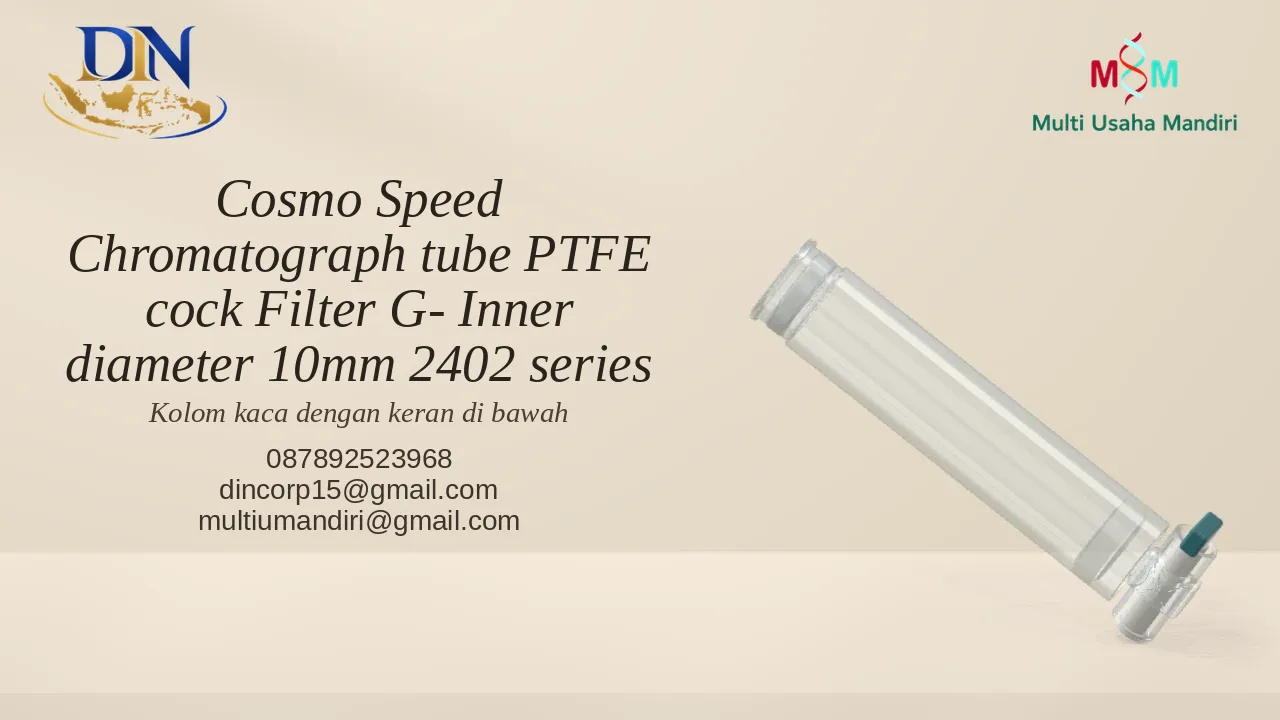 DIN
M M
Multi Usaha Mandiri
Cosmo Speed
Chromatograph tube PTFE
cock Filter G- Inner
diameter 10mm 2402 series
Kolom kaca dengan keran di bawah
087892523968
dincorp15@gmail.com
multiumandiri@gmail.com